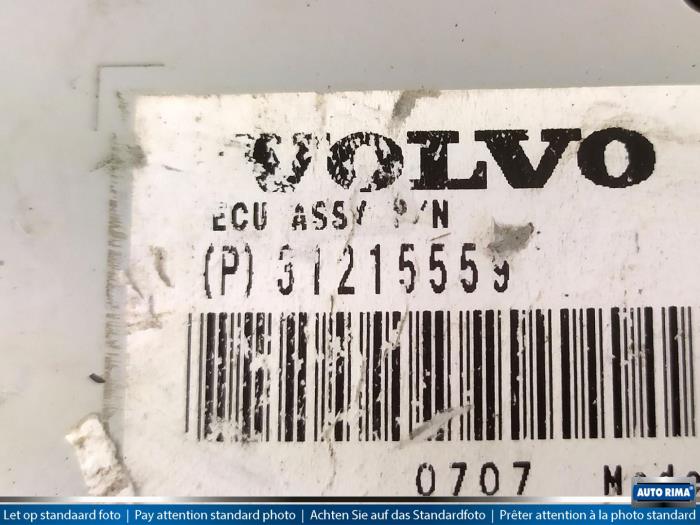 VOLVO
ECU ASSY P/N
(P) 31215559
0707 Made
AUTO RIMA
Let op standaard foto | Pay attention standard photo | Achten Sie auf das Standardfoto | Prêter attention à la photo standard